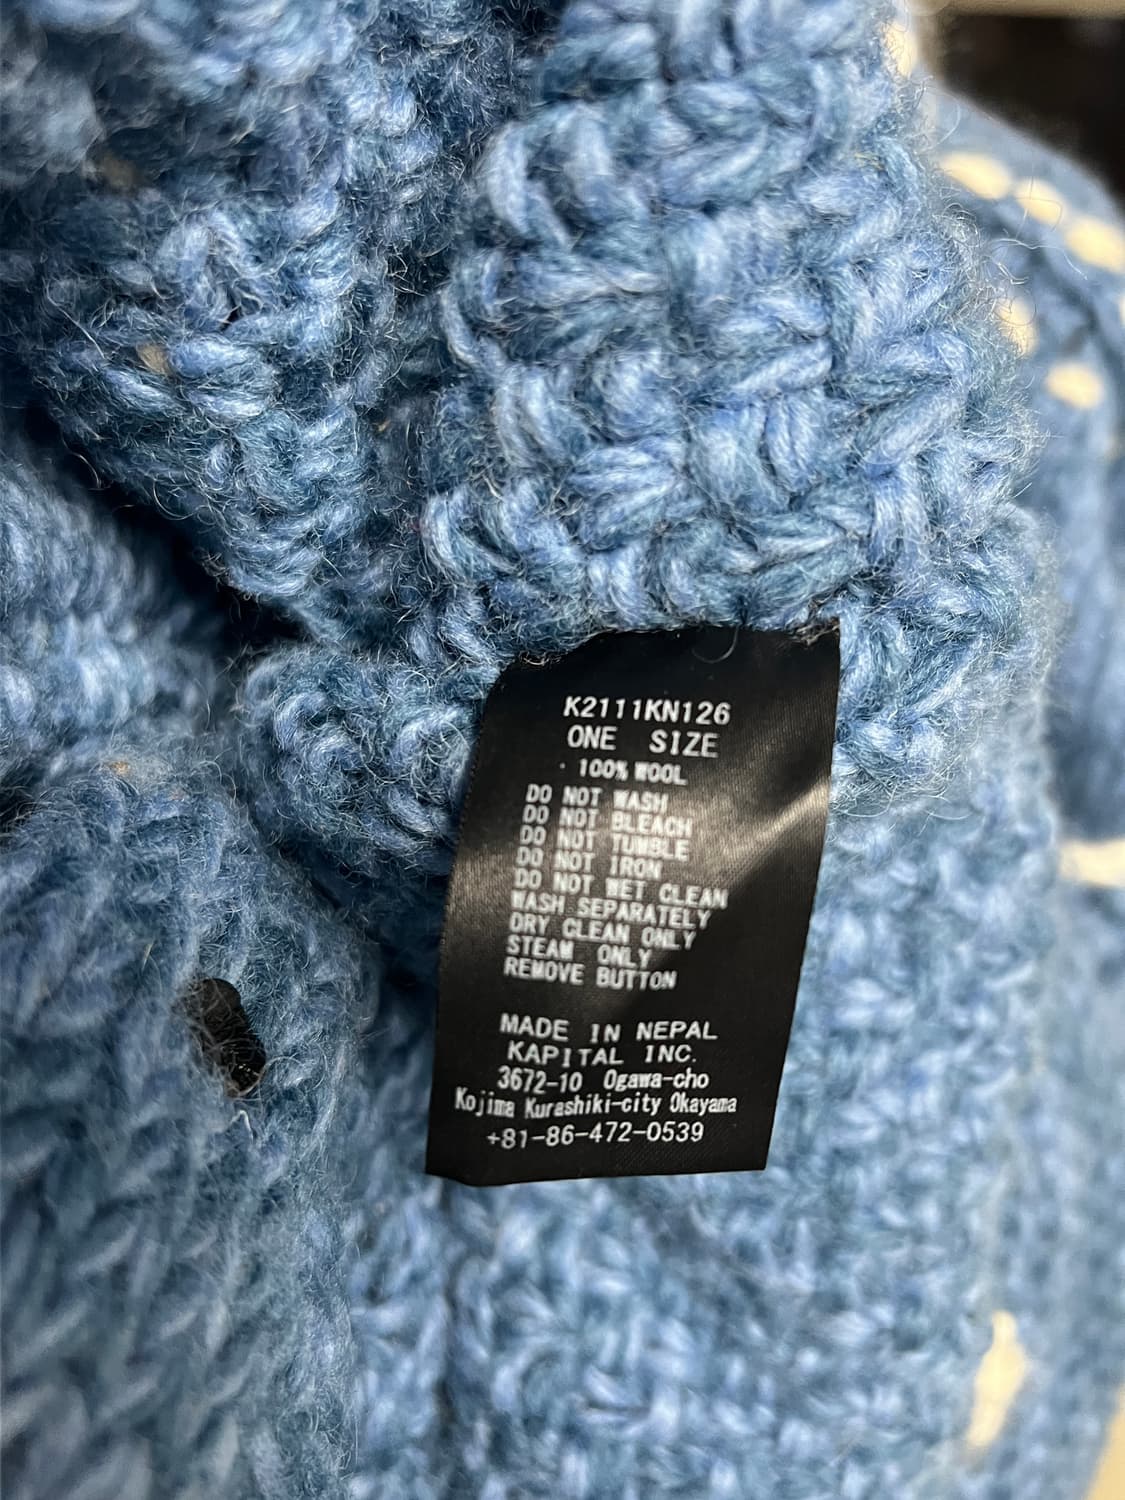 K2111KN126
ONE SIZE
100% WOOL
DO NOT WASH
DO NOT BLEACH
DO NOT TUMBLE
DO NOT IRON
DO NOT WET CLEAN
WASH SEPARATELY
DRY CLEAN ONLY
STEAM ONLY
REMOVE BUTTON
MADE IN NEPAL
KAPITAL INC.
3672-10 Ogawa-cho
Kojima Kurashiki-city Okayama
+81-86-472-0539